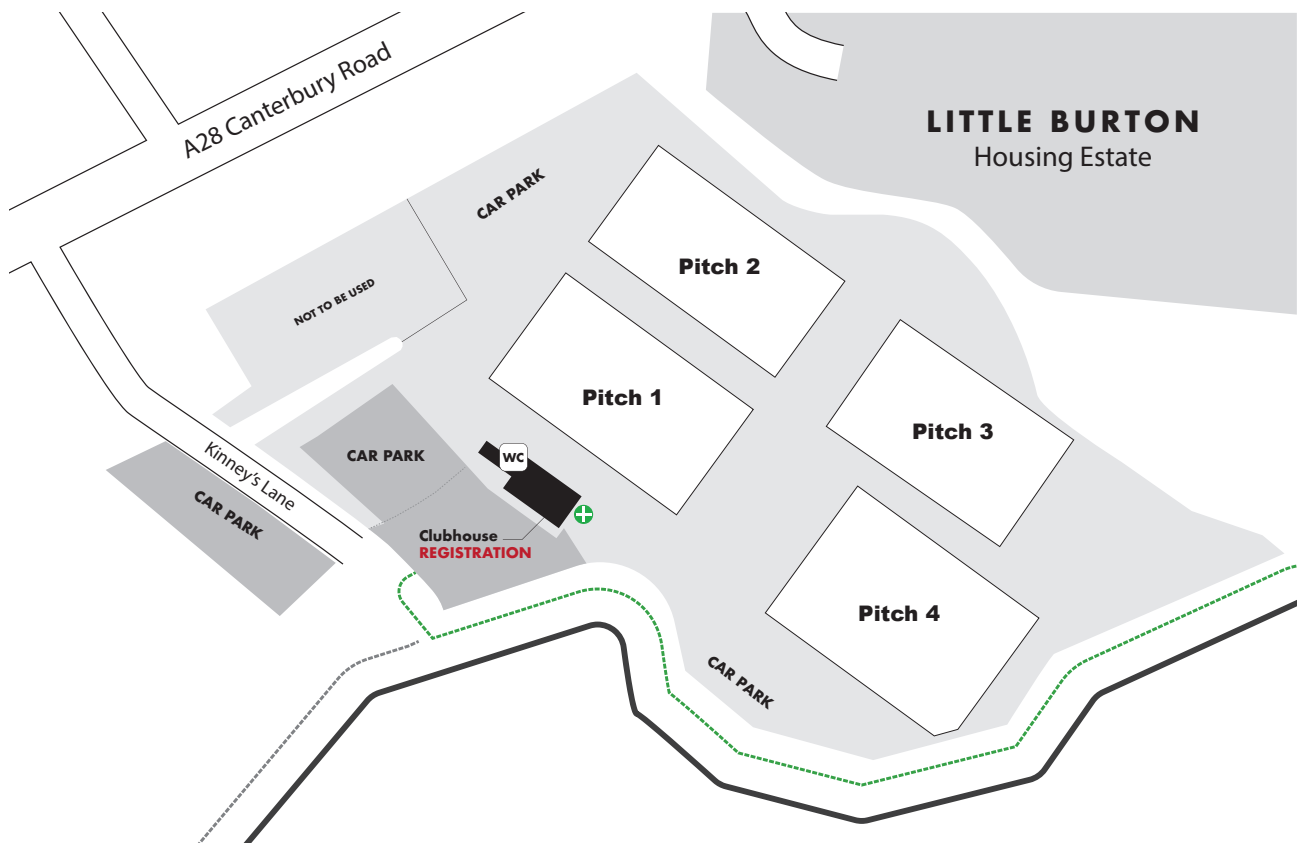 A28 Canterbury Road
LITTLE BURTON
Housing Estate
CAR PARK
Pitch 2
NOT TO BE USED
Pitch 1
Pitch 3
Kinney's Lane
CAR PARK
WC
CAR PARK
Clubhouse
REGISTRATION
Pitch 4
CAR PARK